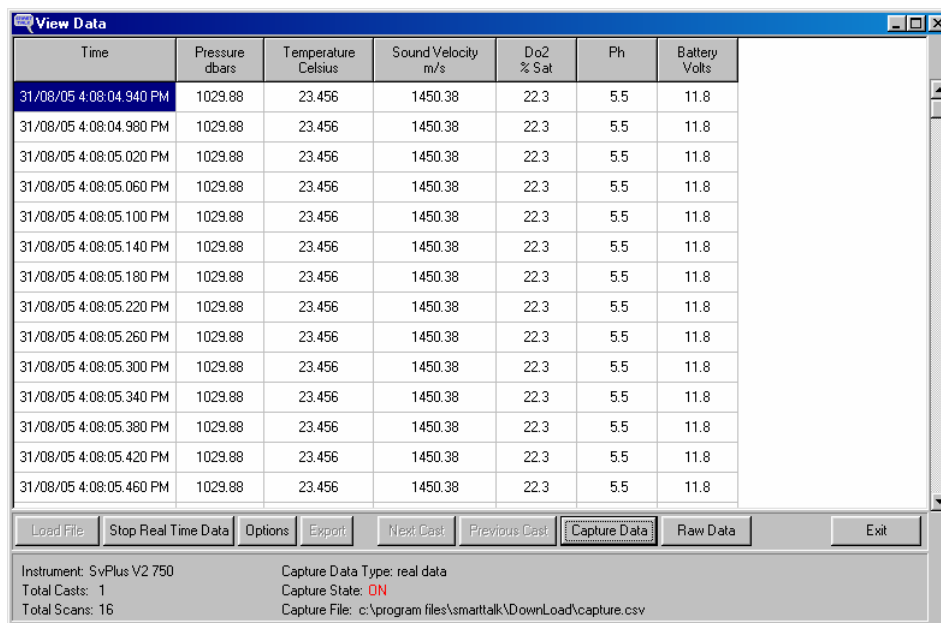 View Data
Time Pressure dbars Temperature Celsius Sound Velocity m/s Do2 % Sat Ph Battery Volts
31/08/05 4:08:04.940 PM 1029.88 23.456 1450.38 22.3 5.5 11.8
31/08/05 4:08:04.980 PM 1029.88 23.456 1450.38 22.3 5.5 11.8
31/08/05 4:08:05.020 PM 1029.88 23.456 1450.38 22.3 5.5 11.8
31/08/05 4:08:05.060 PM 1029.88 23.456 1450.38 22.3 5.5 11.8
31/08/05 4:08:05.100 PM 1029.88 23.456 1450.38 22.3 5.5 11.8
31/08/05 4:08:05.140 PM 1029.88 23.456 1450.38 22.3 5.5 11.8
31/08/05 4:08:05.180 PM 1029.88 23.456 1450.38 22.3 5.5 11.8
31/08/05 4:08:05.220 PM 1029.88 23.456 1450.38 22.3 5.5 11.8
31/08/05 4:08:05.260 PM 1029.88 23.456 1450.38 22.3 5.5 11.8
31/08/05 4:08:05.300 PM 1029.88 23.456 1450.38 22.3 5.5 11.8
31/08/05 4:08:05.340 PM 1029.88 23.456 1450.38 22.3 5.5 11.8
31/08/05 4:08:05.380 PM 1029.88 23.456 1450.38 22.3 5.5 11.8
31/08/05 4:08:05.420 PM 1029.88 23.456 1450.38 22.3 5.5 11.8
31/08/05 4:08:05.460 PM 1029.88 23.456 1450.38 22.3 5.5 11.8
Load File Stop Real Time Data Options Export Next Cast Previous Cast Capture Data Raw Data Exit
Instrument: SvPlus V2 750 Capture Data Type: real data
Total Casts: 1 Capture State: ON
Total Scans: 16 Capture File: c:\program files\smarttalk\DownLoad\capture.csv